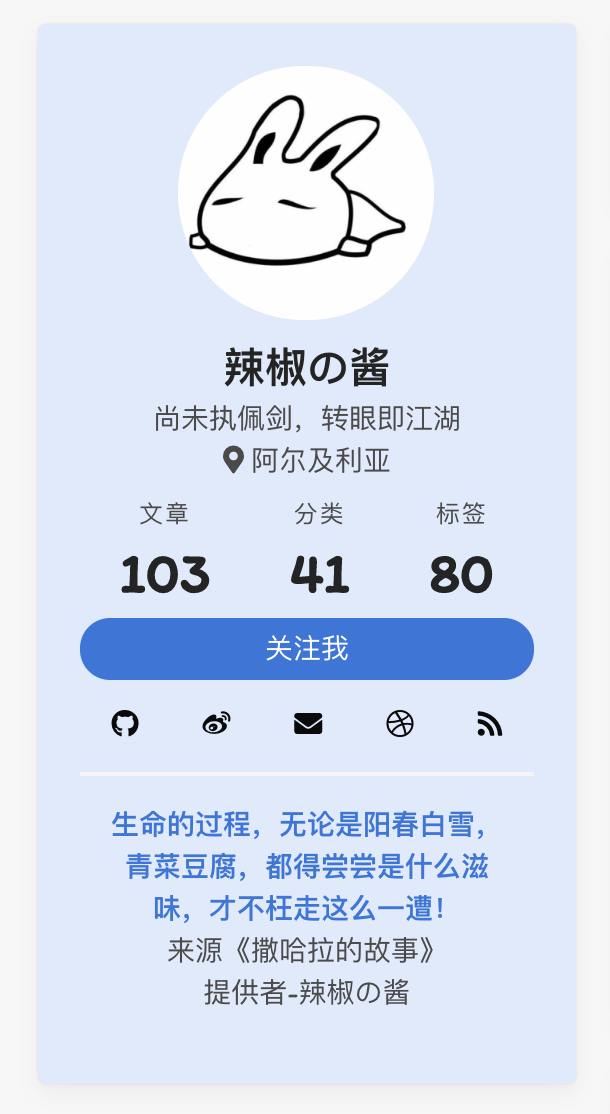 辣椒の酱
尚未执佩剑，转眼即江湖
阿尔及利亚
文章 分类 标签
103 41 80
关注我
生命的过程，无论是阳春白雪，
青菜豆腐，都得尝尝是什么滋
味，才不枉走这么一遭！
来源《撒哈拉的故事》
提供者-辣椒の酱